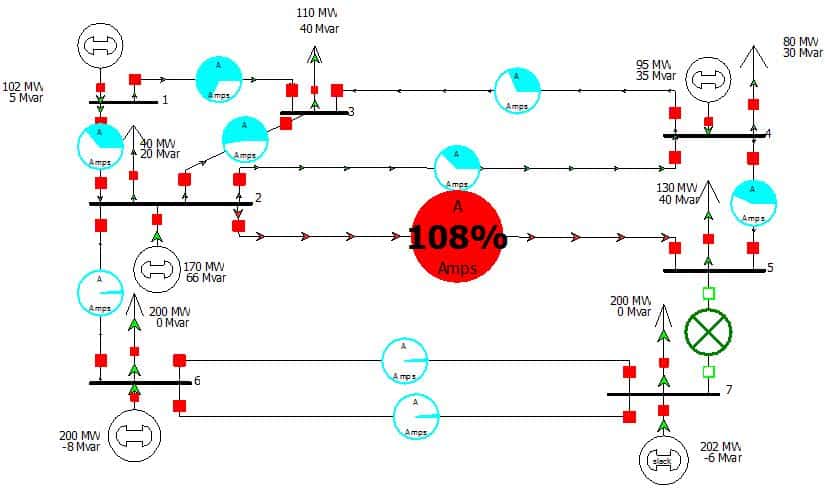 110 MW
40 Mvar
80 MW
30 Mvar
95 MW
35 Mvar
A
Amps
A
Amps
102 MW
5 Mvar
1
3
4
A
Amps
40 MW
20 Mvar
A
Amps
A
Amps
130 MW
40 Mvar
A
Amps
2
A
108%
Amps
5
170 MW
66 Mvar
A
Amps
200 MW
0 Mvar
200 MW
0 Mvar
A
Amps
6
7
A
Amps
200 MW
-8 Mvar
202 MW
-6 Mvar
slack